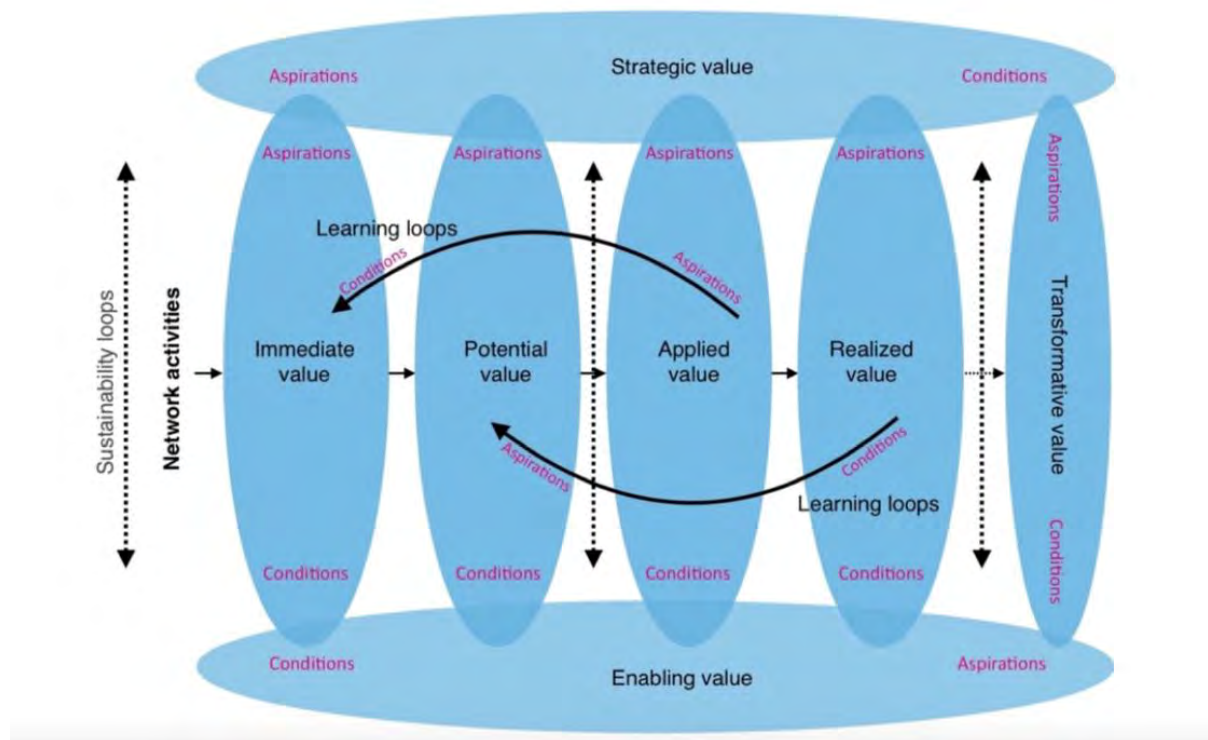 Strategic value
Aspirations
Conditions
Aspirations
Aspirations
Aspirations
Aspirations
Aspirations
Learning loops
Conditions
Aspirations
Sustainability loops
Network activities
Immediate
value
Potential
value
Applied
value
Realized
value
Transformative value
Aspirations
Conditions
Learning loops
Conditions
Conditions
Conditions
Conditions
Conditions
Conditions
Aspirations
Enabling value